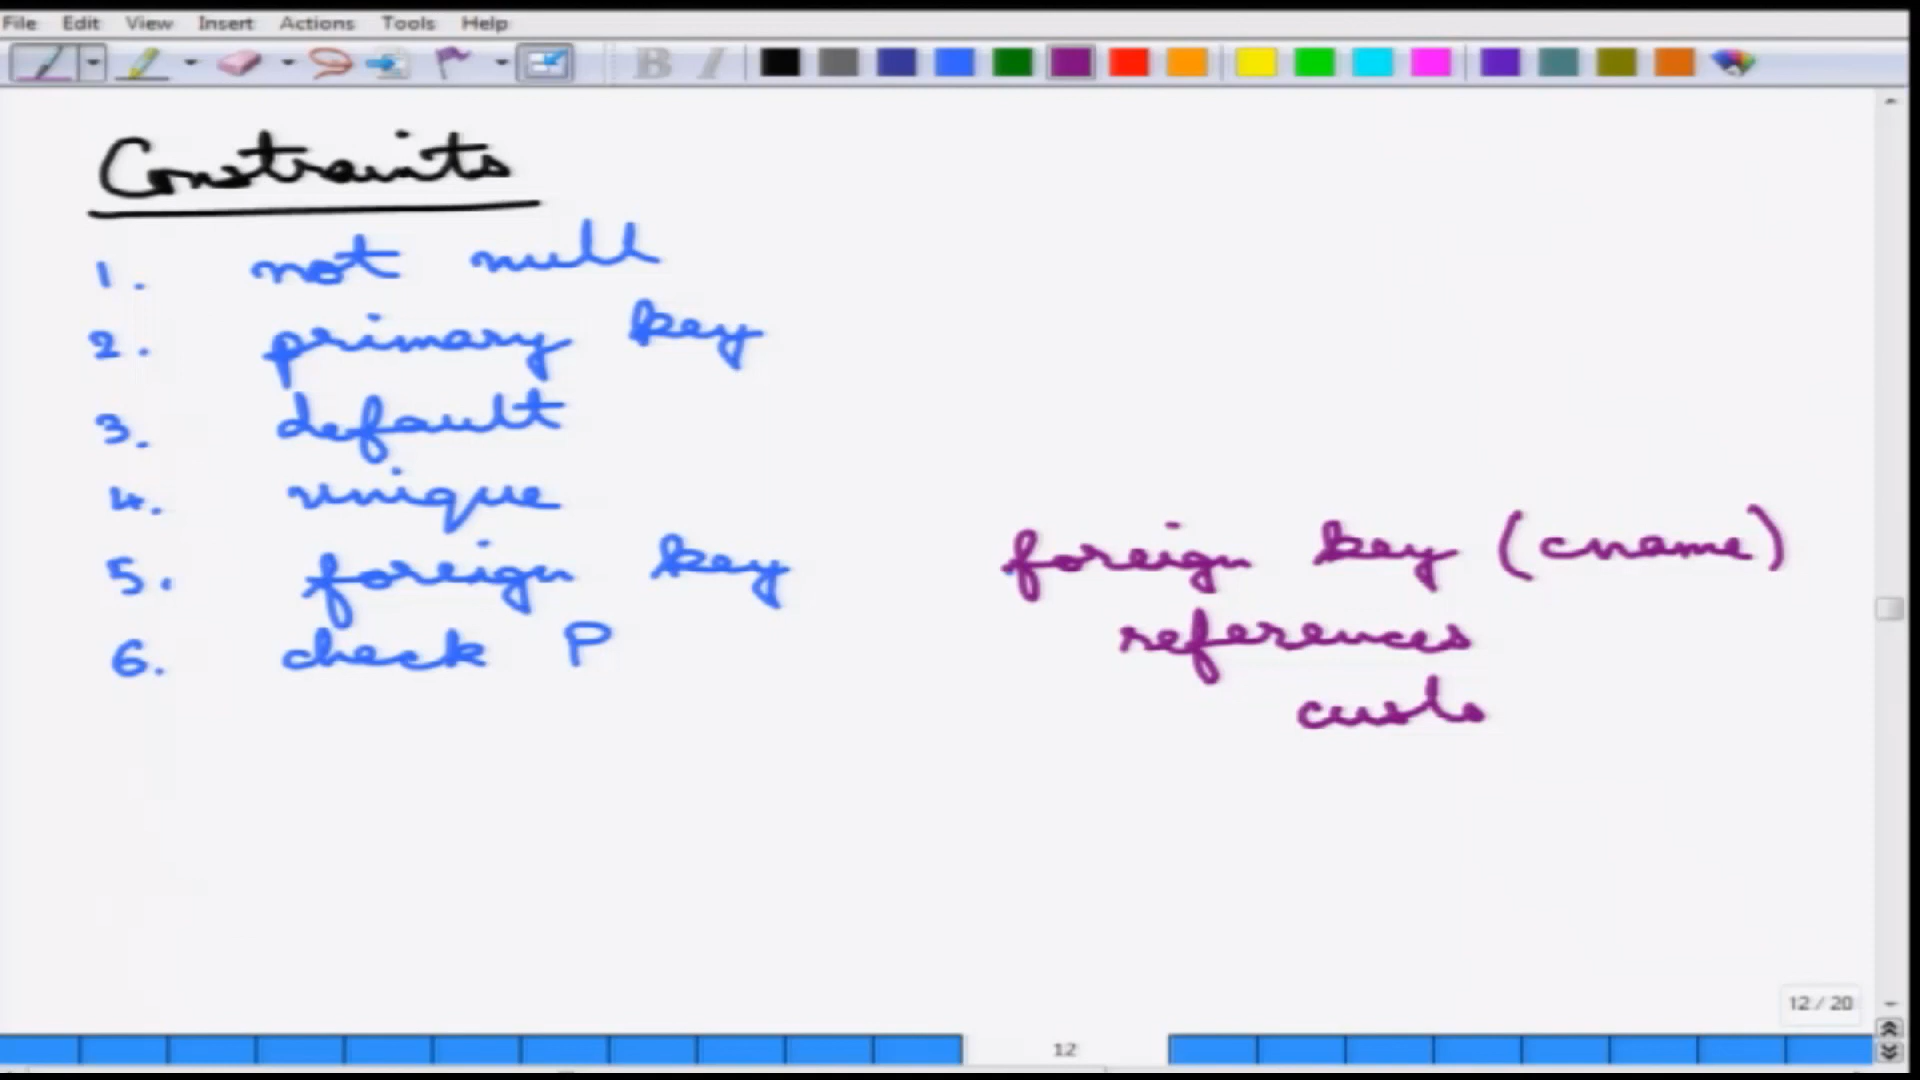 File Edit View Insert Actions Tools Help
B I
Constraints
1. not null
2. primary key
3. default
4. unique
5. foreign key
6. check P
foreign key (cname)
references
custo
12 / 20
12